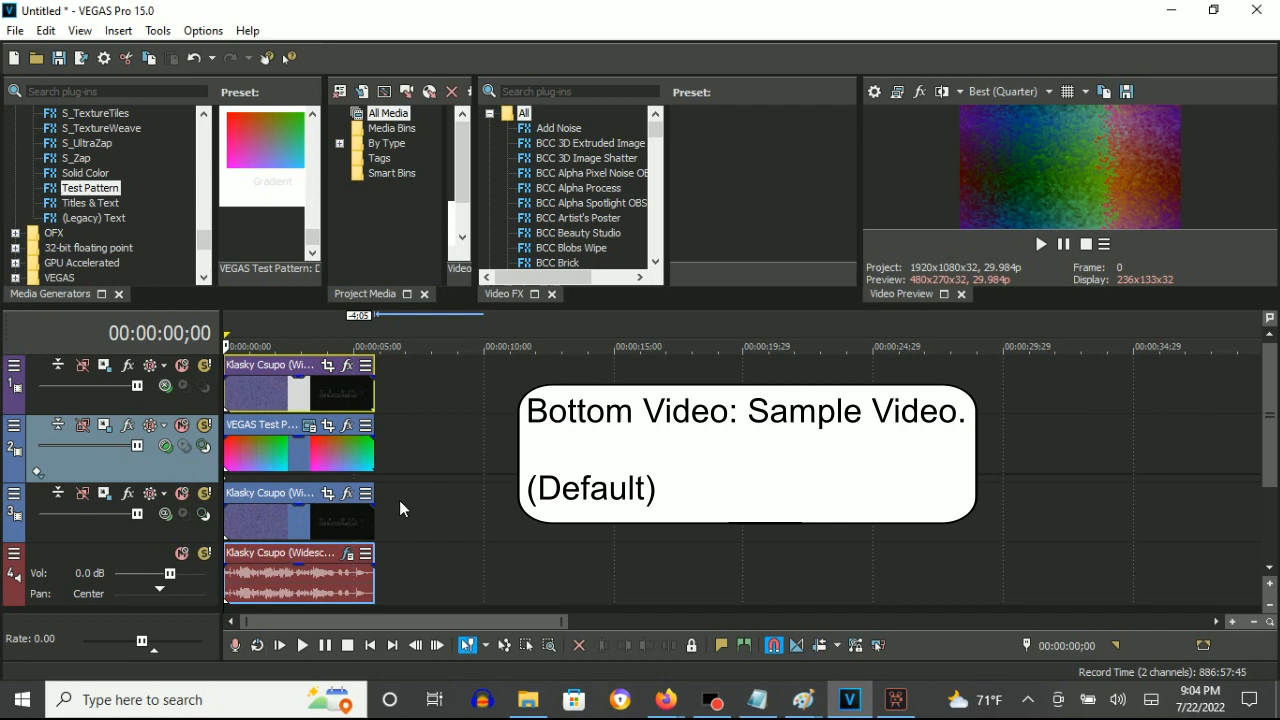 Untitled * - VEGAS Pro 15.0
File Edit View Insert Tools Options Help
Search plug-ins
Preset:
Search plug-ins
Preset:
Best (Quarter)
S_TextureTiles
S_TextureWeave
S_UltraZap
S_Zap
Solid Color
Test Pattern
Titles & Text
(Legacy) Text
OFX
32-bit floating point
GPU Accelerated
VEGAS
Gradient
VEGAS Test Pattern: D
Media Generators
All Media
Media Bins
By Type
Tags
Smart Bins
Video
Project Media
All
Add Noise
BCC 3D Extruded Image
BCC 3D Image Shatter
BCC Alpha Pixel Noise OB
BCC Alpha Process
BCC Alpha Spotlight OBS
BCC Artist's Poster
BCC Beauty Studio
BCC Blobs Wipe
BCC Brick
Video FX
Project: 1920x1080x32, 29.984p
Frame: 0
Preview: 480x270x32, 29.984p
Display: 236x133x32
Video Preview
-4;05
00:00:00;00
00:00:00;00 00:00:05;00 00:00:10;00 00:00:15;00 00:00:19;29 00:00:24;29 00:00:29;29 00:00:34;29
1
Klasky Csupo (Wi...
2
VEGAS Test P...
3
Klasky Csupo (Wi...
4
Klasky Csupo (Widesc...
Vol: 0.0 dB
Pan: Center
Bottom Video: Sample Video.
(Default)
Rate: 0.00
00:00:00;00
Record Time (2 channels): 886:57:45
Type here to search
71°F
9:04 PM
7/22/2022